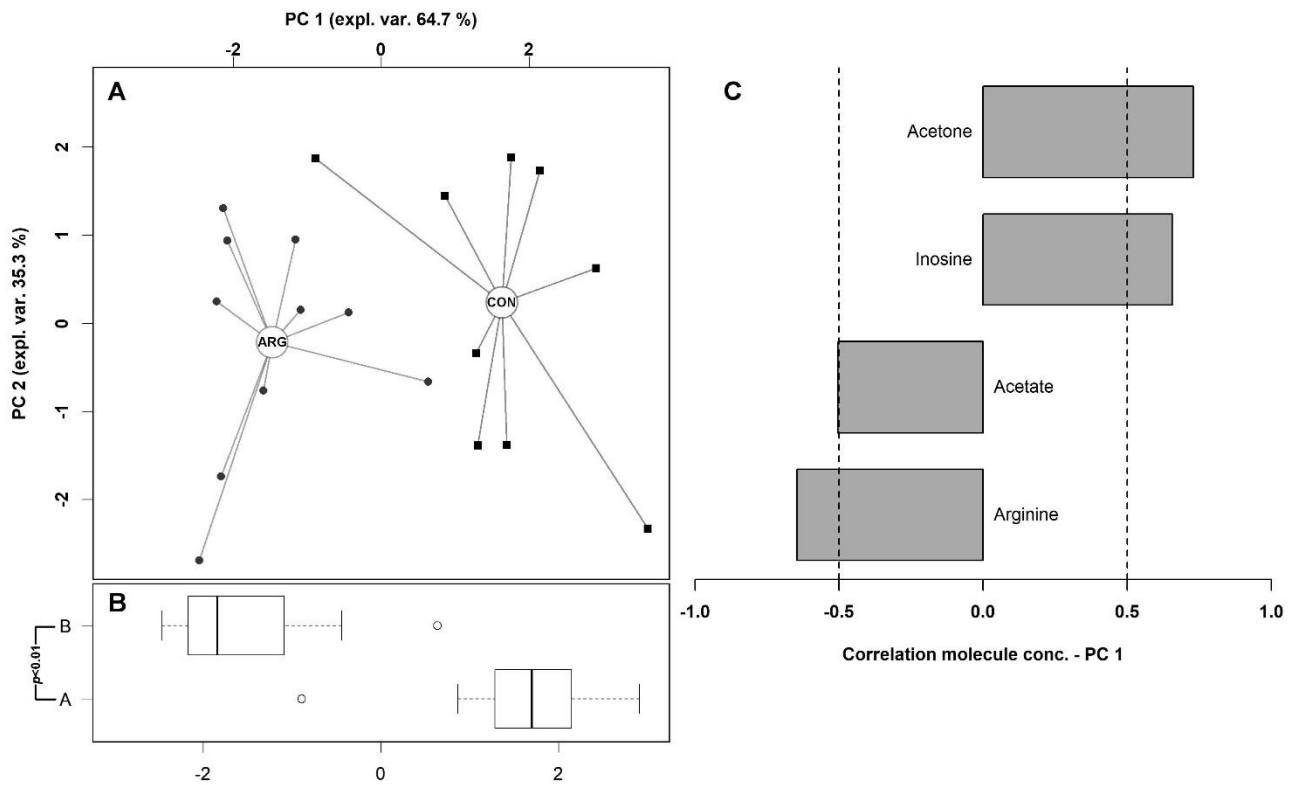 PC 1 (expl. var. 64.7 %)
-2 0 2
A
C
PC 2 (expl. var. 35.3 %)
2
1
0
-1
-2
CON
ARG
Acetone
Inosine
Acetate
Arginine
-1.0 -0.5 0.0 0.5 1.0
Correlation molecule conc. - PC 1
B
B
p<0.01
A
-2 0 2